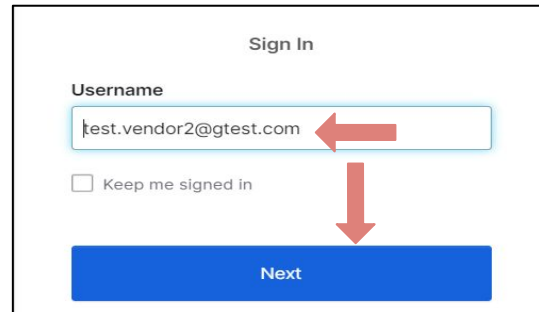 Sign In
Username
test.vendor2@gtest.com
Keep me signed in
Next